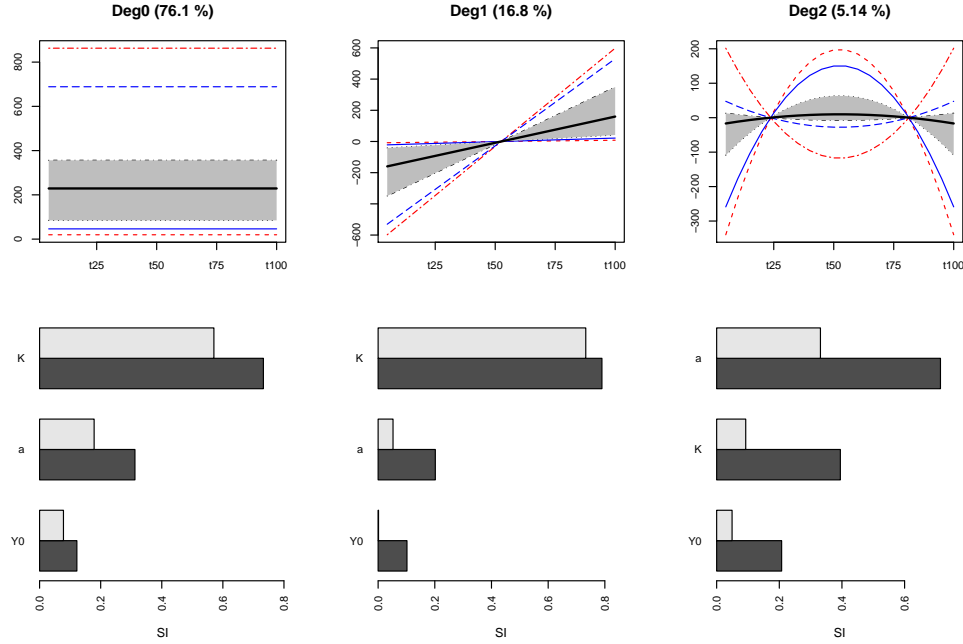 Deg0 (76.1 %)
0
200
400
600
800
t25
t50
t75
t100
Deg1 (16.8 %)
−600
−200
0
200
400
600
t25
t50
t75
t100
Deg2 (5.14 %)
−300
−200
−100
0
100
200
t25
t50
t75
t100
K
a
Y0
0.0
0.2
0.4
0.6
0.8
SI
K
a
Y0
0.0
0.2
0.4
0.6
0.8
SI
a
K
Y0
0.0
0.2
0.4
0.6
SI